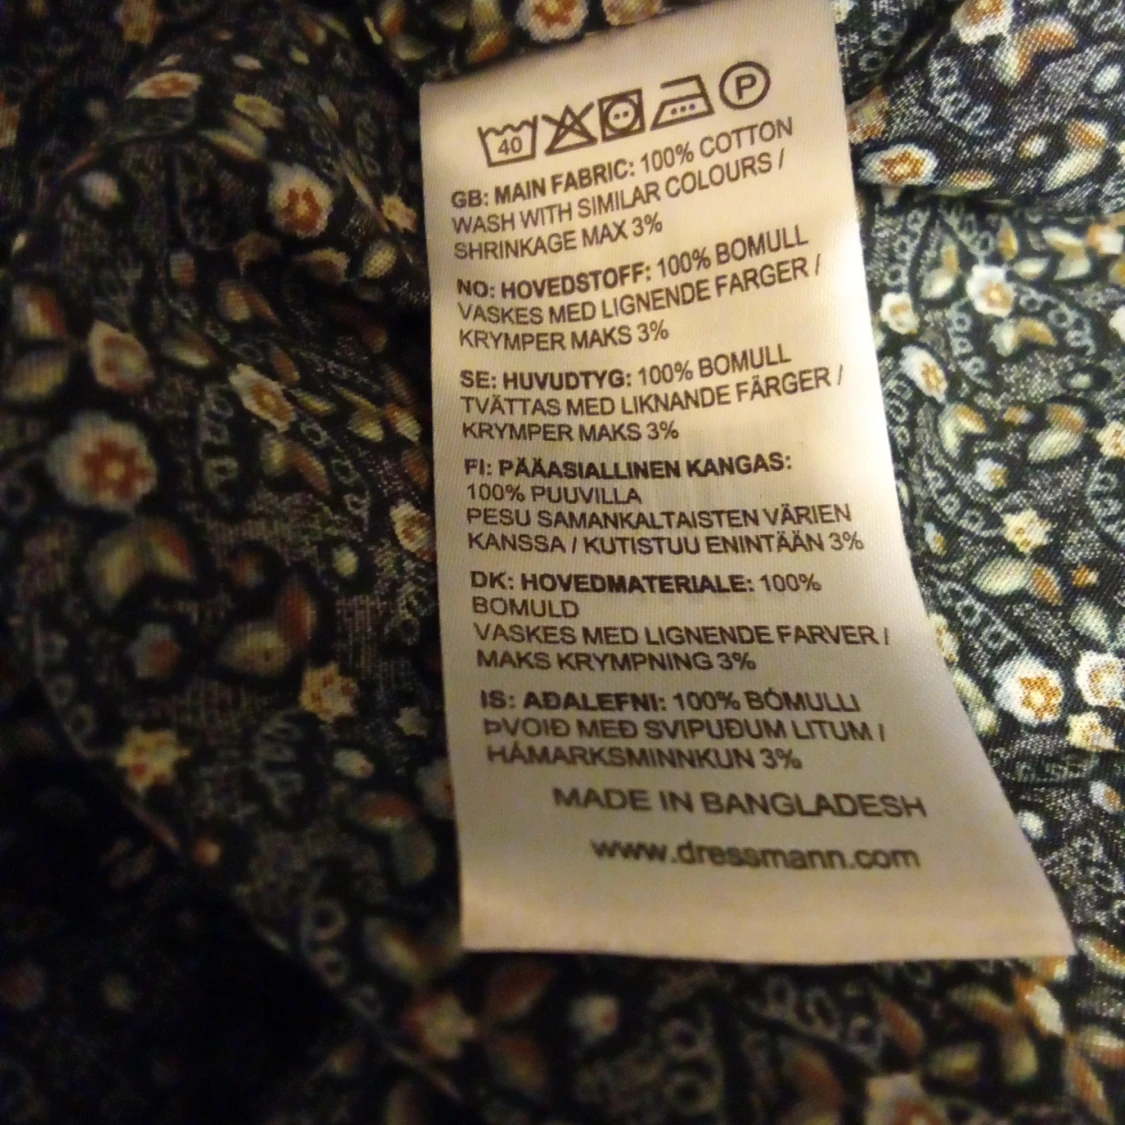 40 P
GB: MAIN FABRIC: 100% COTTON
WASH WITH SIMILAR COLOURS /
SHRINKAGE MAX 3%
NO: HOVEDSTOFF: 100% BOMULL
VASKES MED LIGNENDE FARGER /
KRYMPER MAKS 3%
SE: HUVUDTYG: 100% BOMULL
TVÄTTAS MED LIKNANDE FÄRGER /
KRYMPER MAKS 3%
FI: PÄÄASIALLINEN KANGAS:
100% PUUVILLA
PESU SAMANKALTAISTEN VÄRIEN
KANSSA / KUTISTUU ENINTÄÄN 3%
DK: HOVEDMATERIALE: 100%
BOMULD
VASKES MED LIGNENDE FARVER /
MAKS KRYMPNING 3%
IS: AÐALEFNI: 100% BÓMULLI
ÞVOIÐ MEÐ SVIPUÐUM LITUM /
HÁMARKSMINNKUN 3%
MADE IN BANGLADESH
www.dressmann.com